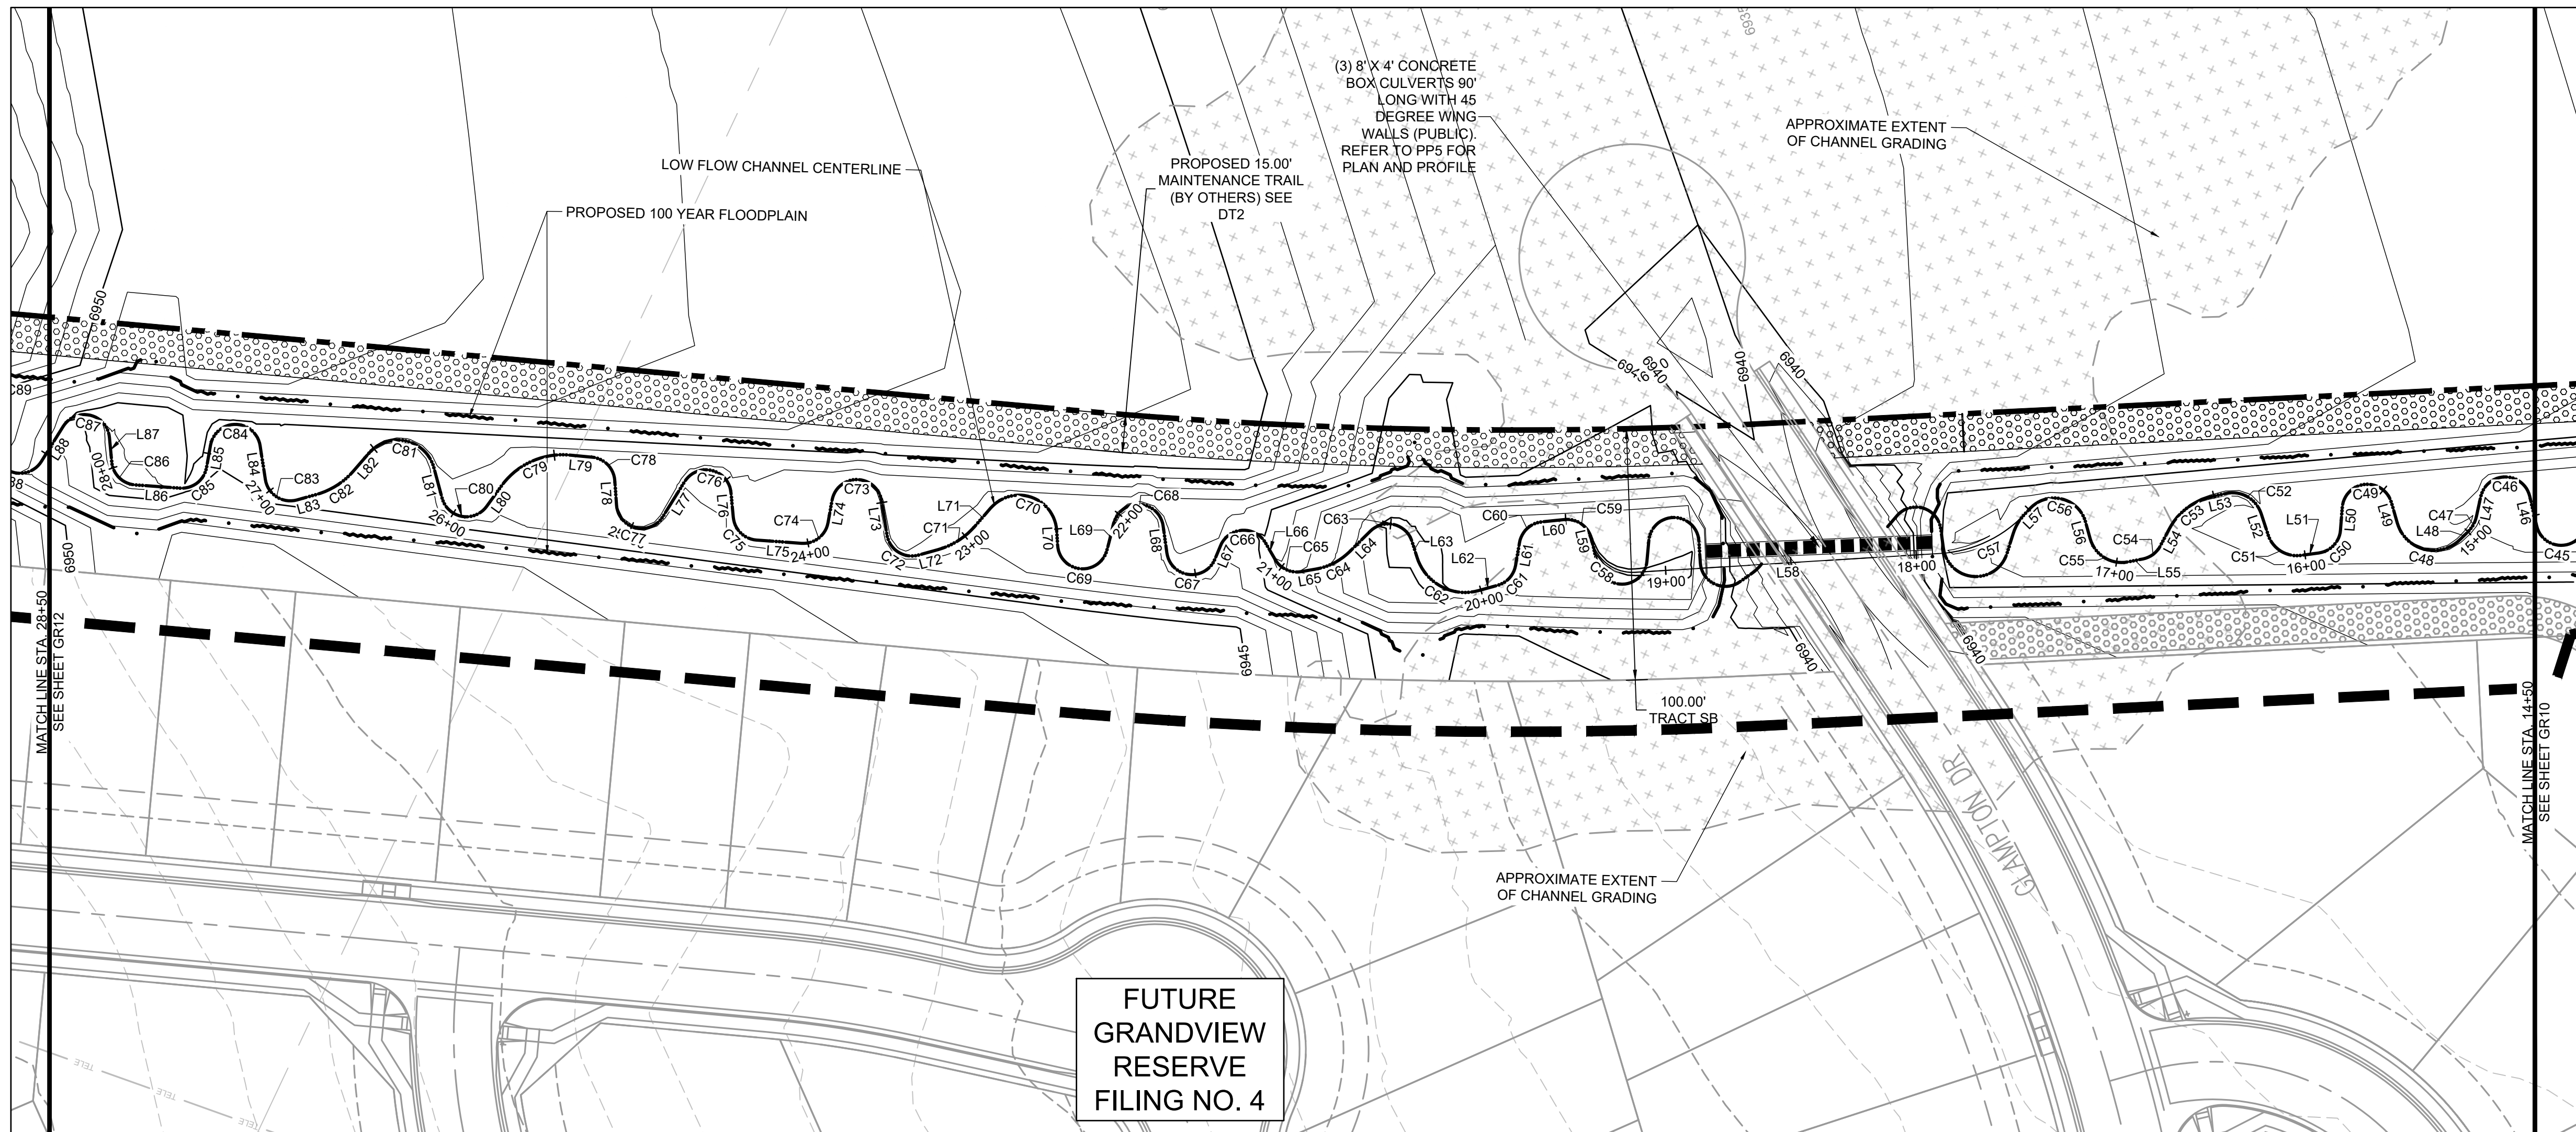 (3) 8' X 4' CONCRETE
BOX CULVERTS 90'
LONG WITH 45
DEGREE WING
WALLS (PUBLIC).
REFER TO PP5 FOR
PLAN AND PROFILE
APPROXIMATE EXTENT
OF CHANNEL GRADING
LOW FLOW CHANNEL CENTERLINE
PROPOSED 15.00'
MAINTENANCE TRAIL
(BY OTHERS) SEE
DT2
PROPOSED 100 YEAR FLOODPLAIN
6950
6940
6940
6940
C89
L88
C87
L87
C86
28+00
L86
C85
L85
C84
L84
27+00
C83
L83
C82
L82
C81
L81
26+00
C80
L80
C79
L79
C78
L78
C77
L77
C76
L76
C75
L75
C74
24+00
L74
C73
L73
C72
L72
C71
L71
23+00
C70
L70
C69
L69
22+00
C68
L68
C67
L67
C66
L66
C65
21+00
L65
C64
L64
C63
L63
C62
L62
20+00
C61
L61
C60
L60
C59
L59
C58
19+00
L58
18+00
C57
L57
C56
L56
C55
17+00
C54
L55
L54
C53
L53
C52
L52
C51
L51
16+00
C50
L50
C49
L49
C48
L48
C47
15+00
L47
C46
L46
C45
6950
6945
6940
6940
MATCH LINE STA. 28+50
SEE SHEET GR12
100.00'
TRACT SB
MATCH LINE STA. 14+50
SEE SHEET GR10
GLAMPTON DR
APPROXIMATE EXTENT
OF CHANNEL GRADING
FUTURE
GRANDVIEW
RESERVE
FILING NO. 4
TELE
TELE
TELE